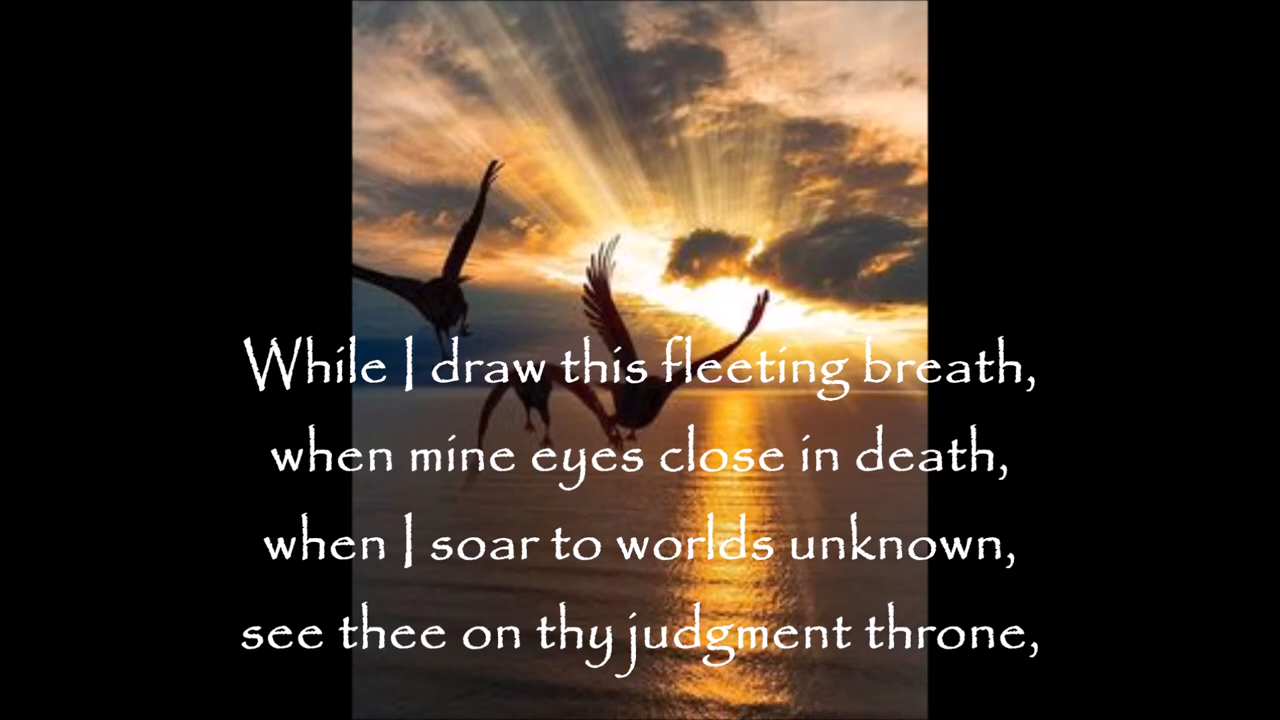 While I draw this fleeting breath,
when mine eyes close in death,
when I soar to worlds unknown,
see thee on thy judgment throne,